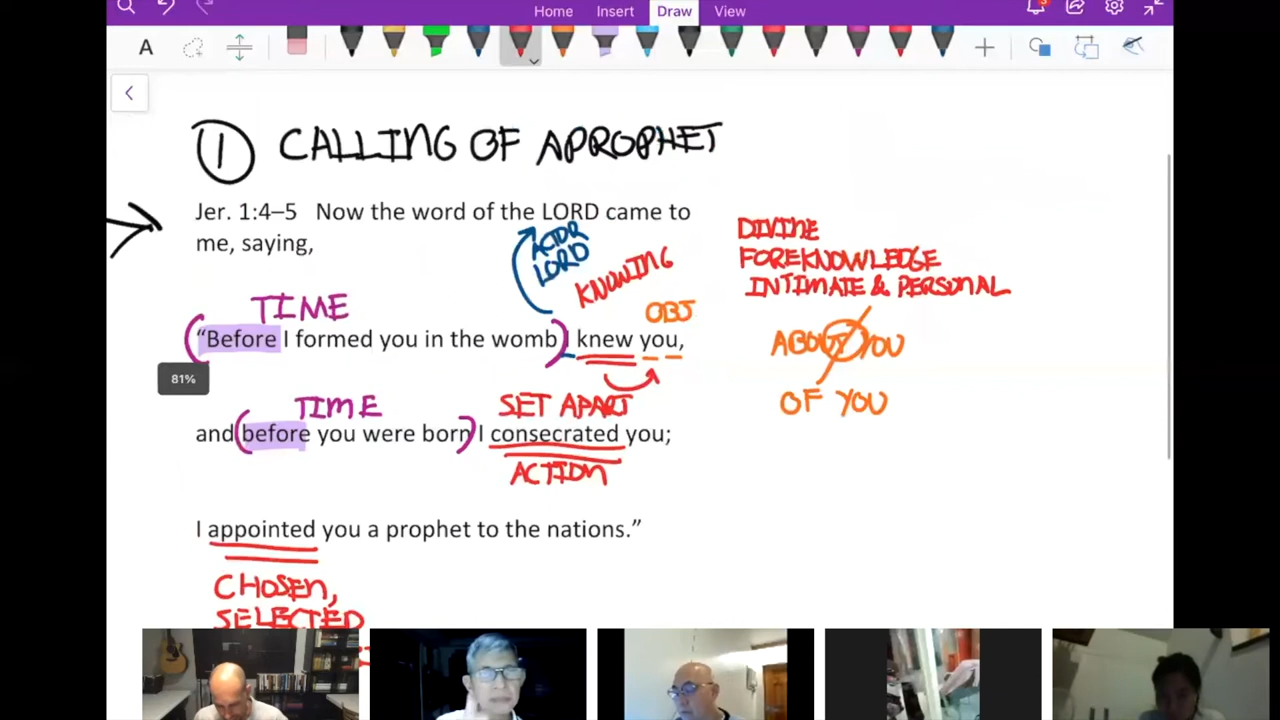 Home Insert Draw View
A
① CALLING OF A PROPHET
Jer. 1:4–5 Now the word of the LORD came to
me, saying,
ACTOR
LORD
KNOWING
DIVINE
FOREKNOWLEDGE
INTIMATE & PERSONAL
TIME
OBJ
“Before I formed you in the womb I knew you,
ABOUT YOU
81%
OF YOU
TIME
SET APART
and before you were born I consecrated you;
ACTION
I appointed you a prophet to the nations.”
CHOSEN,
SELECTED